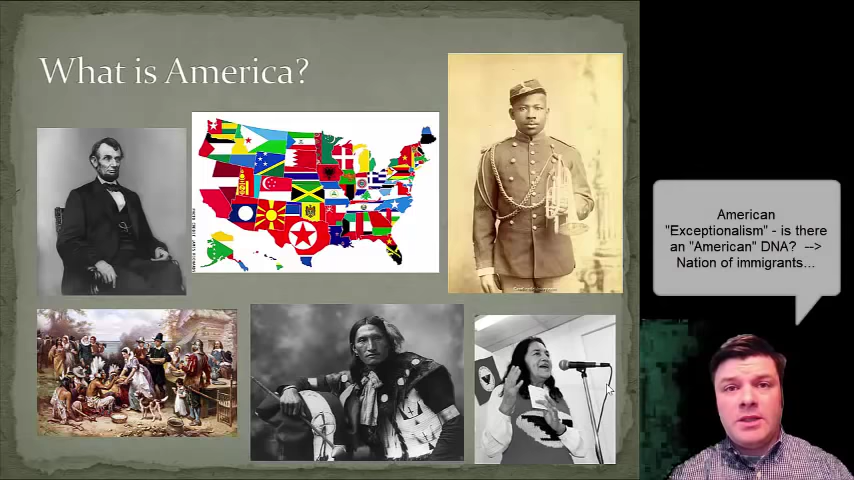 What is America?
American
"Exceptionalism" - is there
an "American" DNA?  -->
Nation of immigrants...